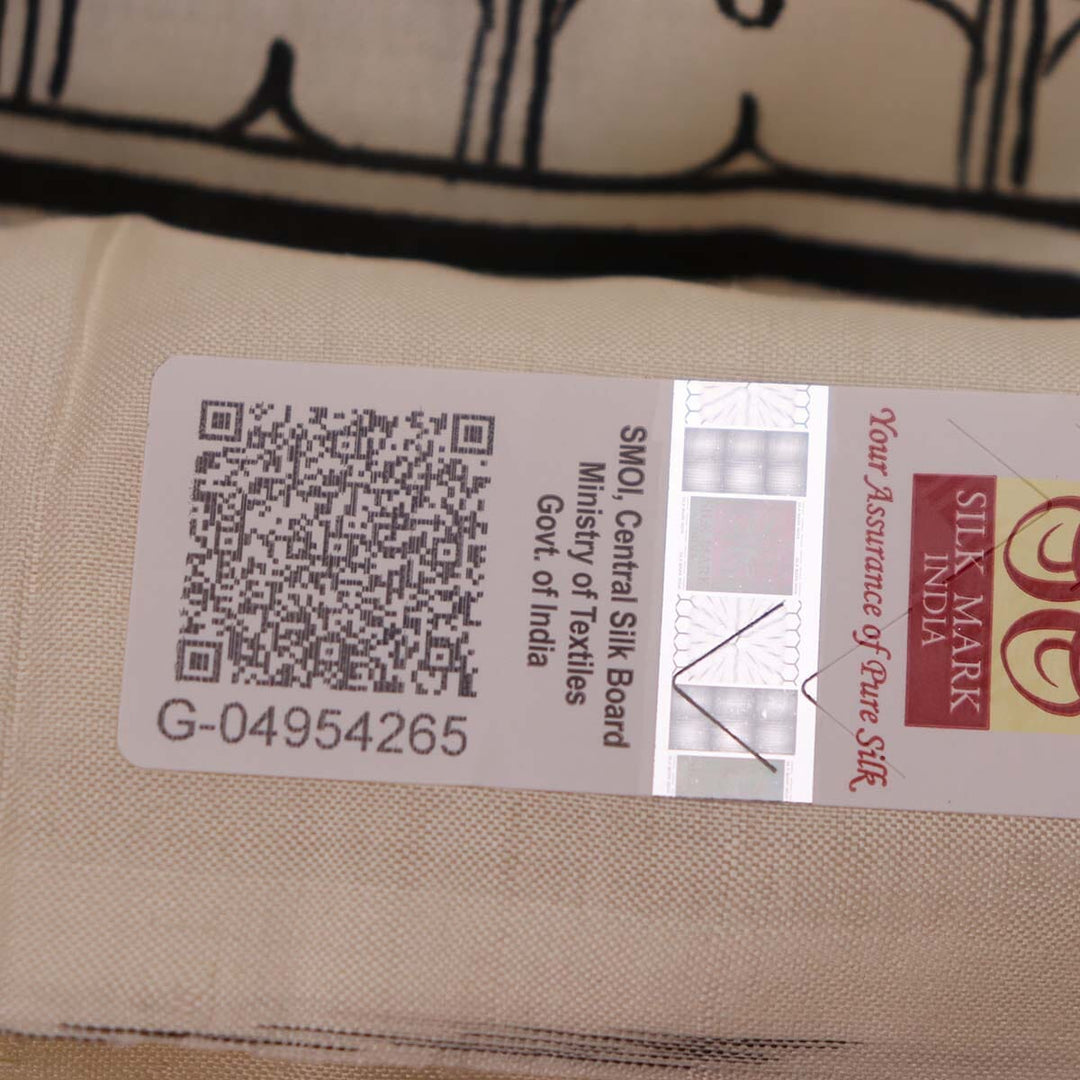 G-04954265
SMOI, Central Silk Board
Ministry of Textiles
Govt. of India
Your Assurance of Pure Silk
SILK MARK
INDIA